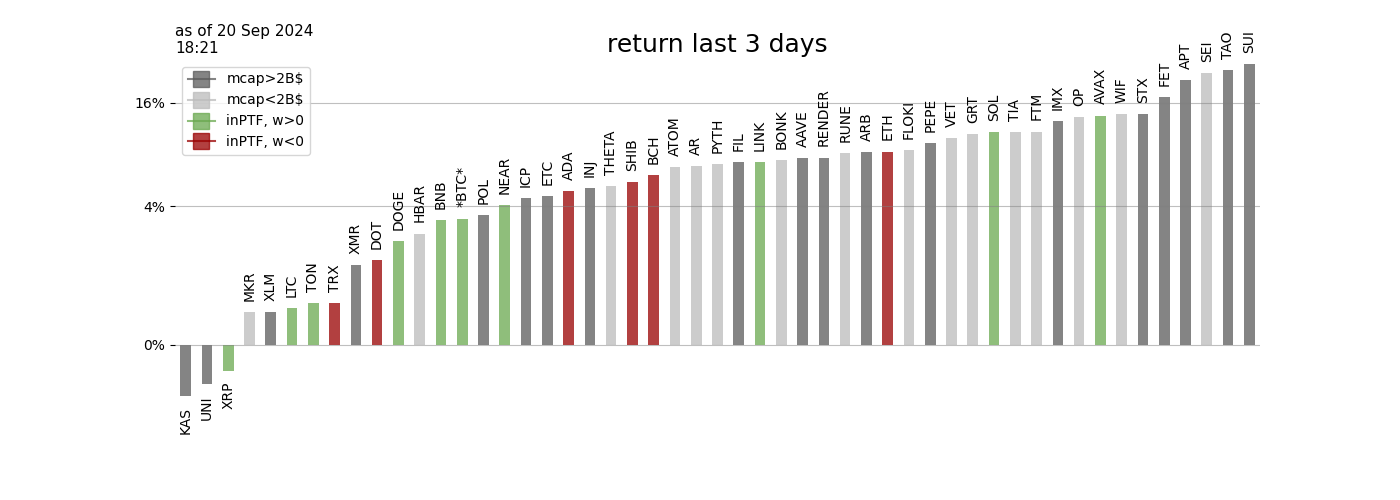 as of 20 Sep 2024
18:21
return last 3 days
mcap>2B$
mcap<2B$
inPTF, w>0
inPTF, w<0
16%
4%
0%
KAS
UNI
XRP
MKR
XLM
LTC
TON
TRX
XMR
DOT
DOGE
HBAR
BNB
*BTC*
POL
NEAR
ICP
ETC
ADA
INJ
THETA
SHIB
BCH
ATOM
AR
PYTH
FIL
LINK
BONK
AAVE
RENDER
RUNE
ARB
ETH
FLOKI
PEPE
VET
GRT
SOL
TIA
FTM
IMX
OP
AVAX
WIF
STX
FET
APT
SEI
TAO
SUI